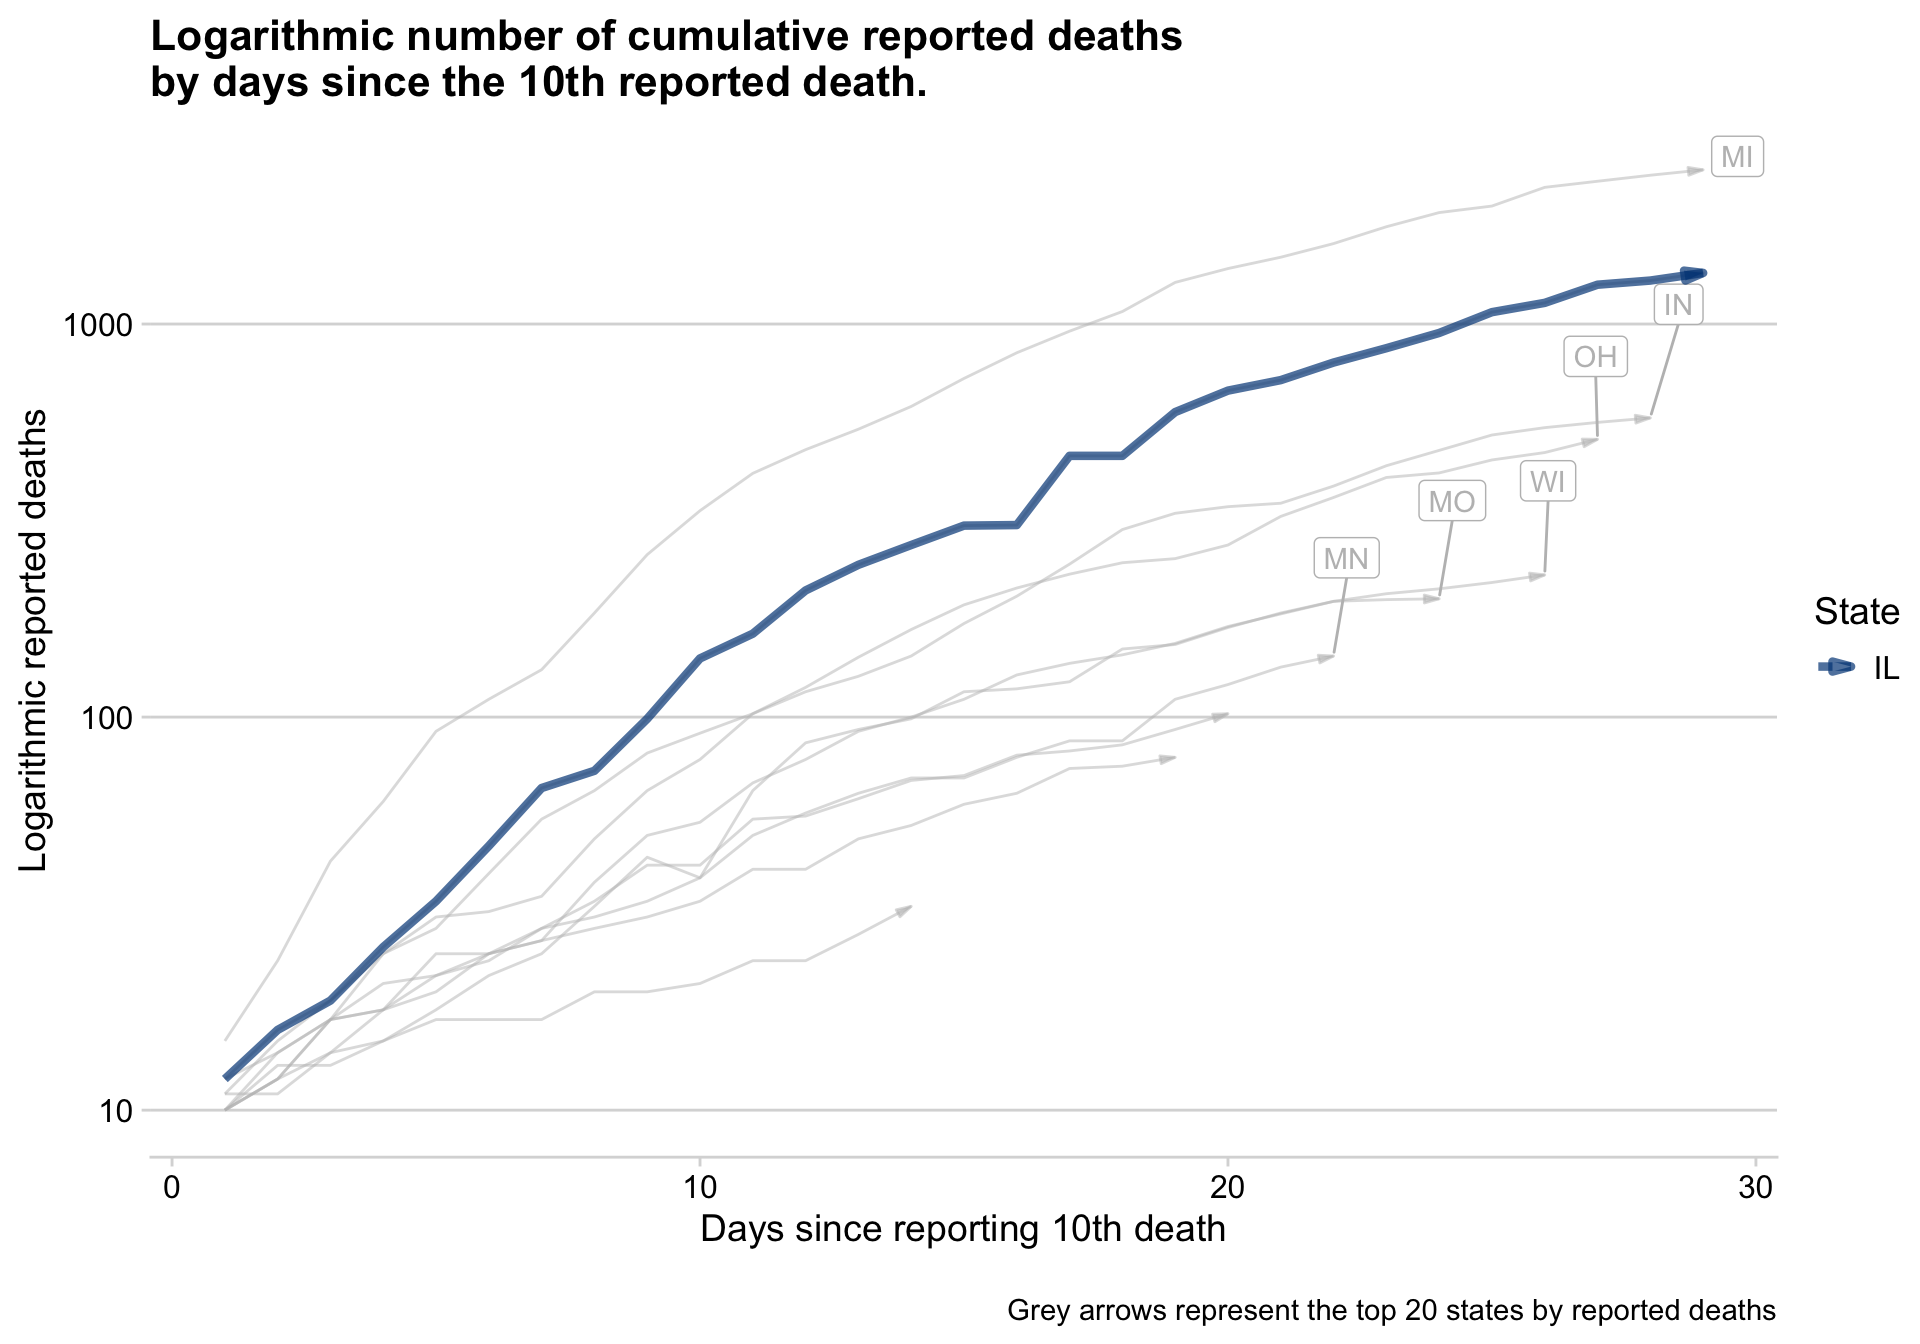 Logarithmic number of cumulative reported deaths
by days since the 10th reported death.
MI
IN
OH
WI
MO
MN
1000
100
10
Logarithmic reported deaths
State
IL
0 10 20 30
Days since reporting 10th death
Grey arrows represent the top 20 states by reported deaths